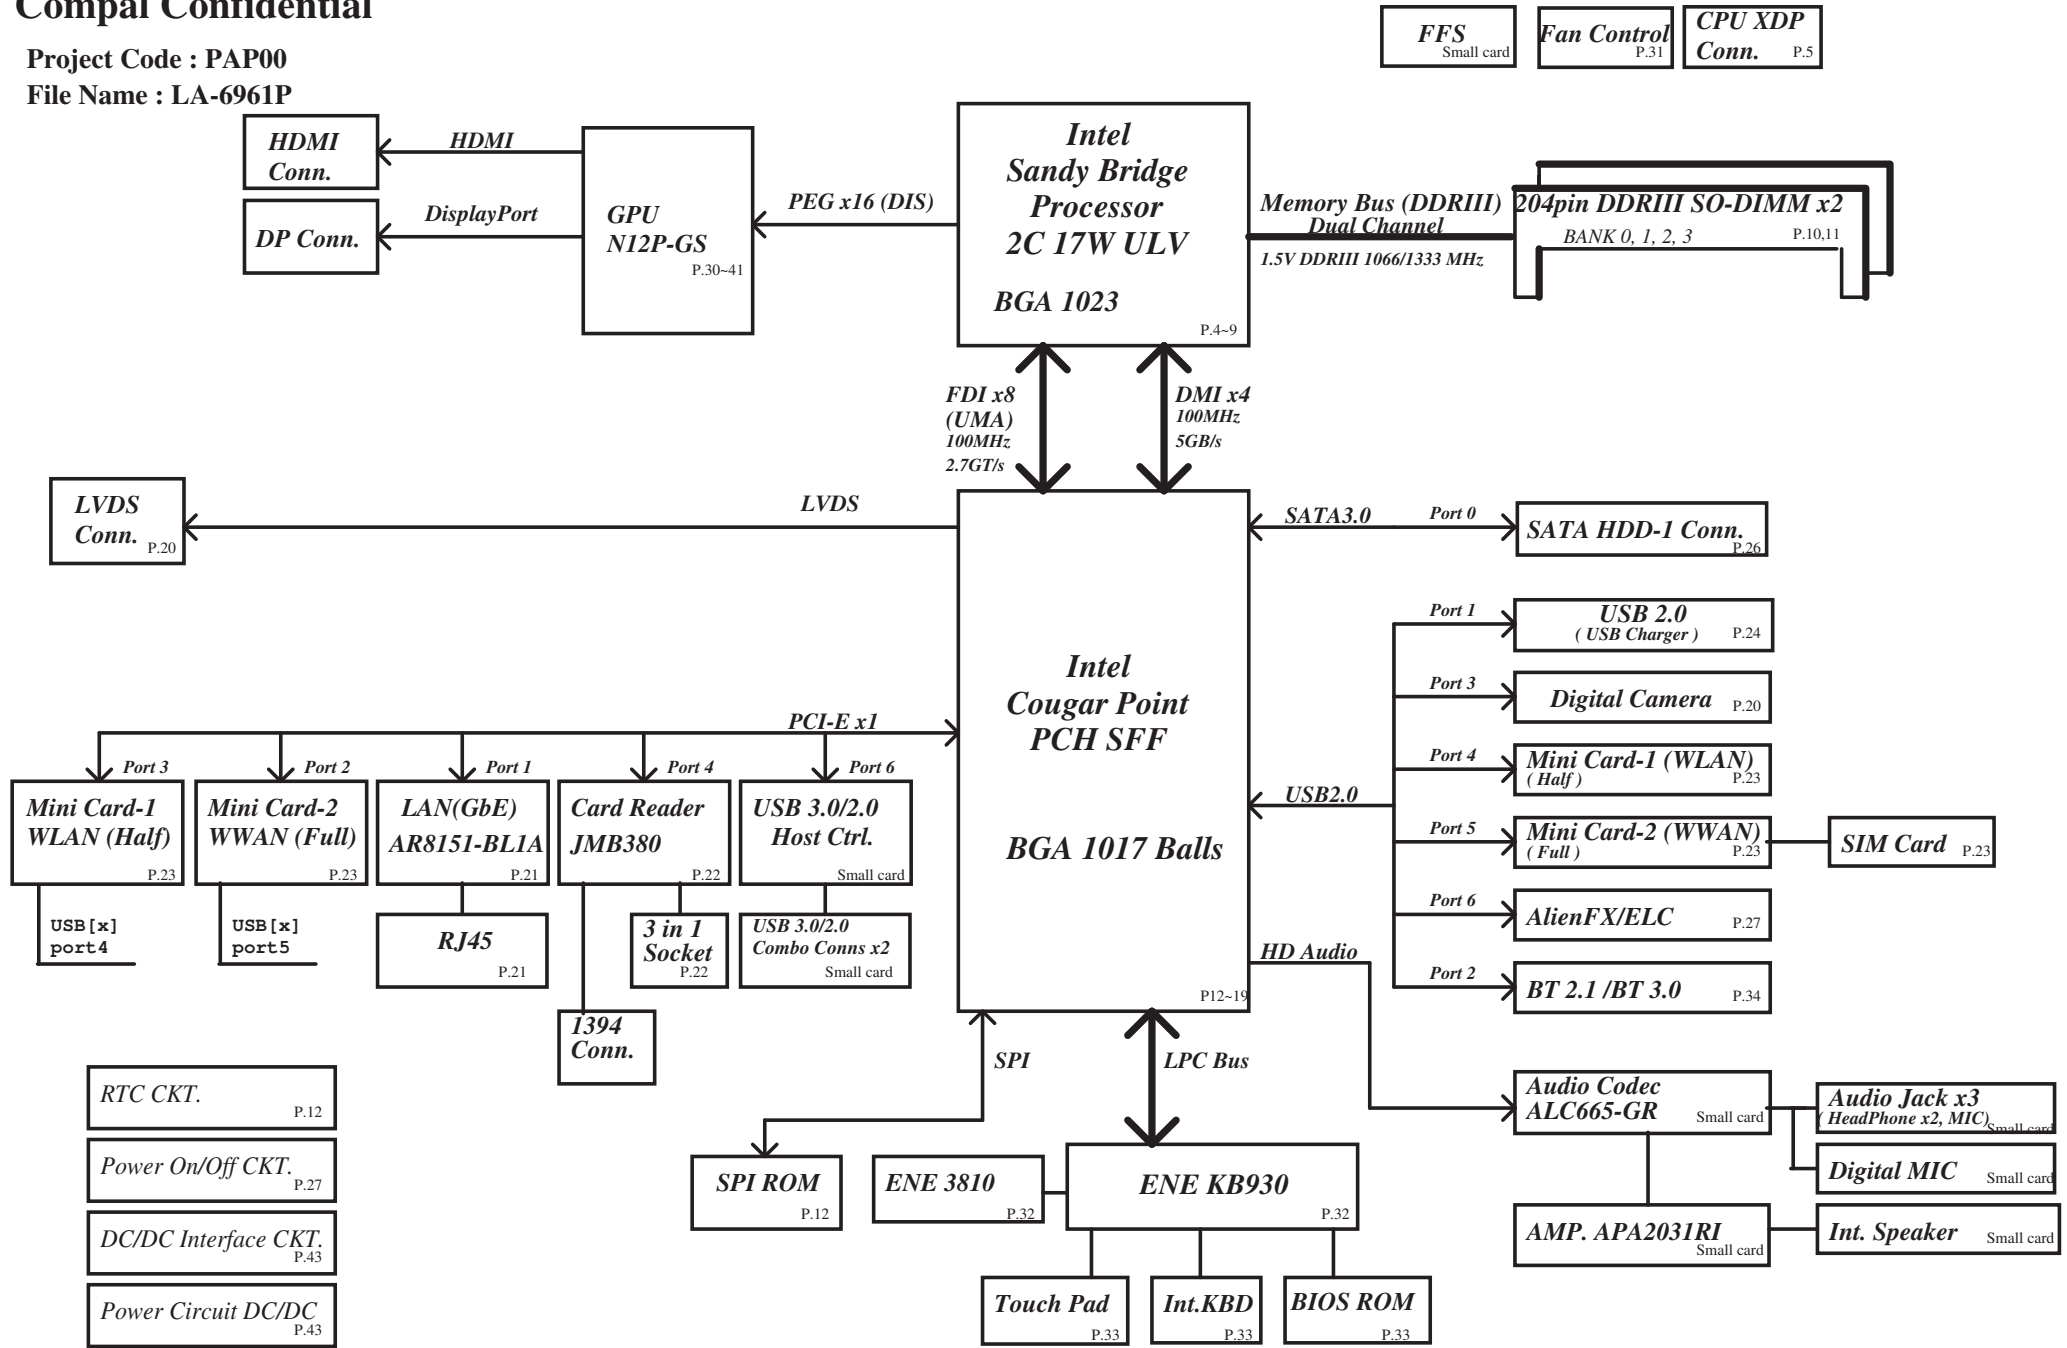 Compal Confidential
Project Code : PAP00
File Name : LA-6961P
FFS
Small card
Fan Control
P.31
CPU XDP
Conn.
P.5
HDMI
Conn.
HDMI
DP Conn.
DisplayPort
GPU
N12P-GS
P.30~41
PEG x16 (DIS)
Intel
Sandy Bridge
Processor
2C 17W ULV
BGA 1023
P.4~9
Memory Bus (DDRIII)
Dual Channel
1.5V DDRIII 1066/1333 MHz
204pin DDRIII SO-DIMM x2
BANK 0, 1, 2, 3
P.10,11
FDI x8
(UMA)
100MHz
2.7GT/s
DMI x4
100MHz
5GB/s
LVDS
Conn.
P.20
LVDS
Intel
Cougar Point
PCH SFF
BGA 1017 Balls
P12~19
SATA3.0
Port 0
SATA HDD-1 Conn.
P.26
USB2.0
Port 1
USB 2.0
( USB Charger )
P.24
Port 3
Digital Camera
P.20
Port 4
Mini Card-1 (WLAN)
( Half )
P.23
Port 5
Mini Card-2 (WWAN)
( Full )
P.23
SIM Card
P.23
Port 6
AlienFX/ELC
P.27
Port 2
BT 2.1 /BT 3.0
P.34
PCI-E x1
Port 3
Mini Card-1
WLAN (Half)
P.23
USB[x]
port4
Port 2
Mini Card-2
WWAN (Full)
P.23
USB[x]
port5
Port 1
LAN(GbE)
AR8151-BL1A
P.21
RJ45
P.21
Port 4
Card Reader
JMB380
P.22
3 in 1
Socket
P.22
1394
Conn.
Port 6
USB 3.0/2.0
Host Ctrl.
Small card
USB 3.0/2.0
Combo Conns x2
Small card
HD Audio
Audio Codec
ALC665-GR
Small card
Audio Jack x3
( HeadPhone x2, MIC)
Small card
Digital MIC
Small card
AMP. APA2031RI
Small card
Int. Speaker
Small card
SPI
SPI ROM
P.12
LPC Bus
ENE 3810
P.32
ENE KB930
P.32
Touch Pad
P.33
Int.KBD
P.33
BIOS ROM
P.33
RTC CKT.
P.12
Power On/Off CKT.
P.27
DC/DC Interface CKT.
P.43
Power Circuit DC/DC
P.43